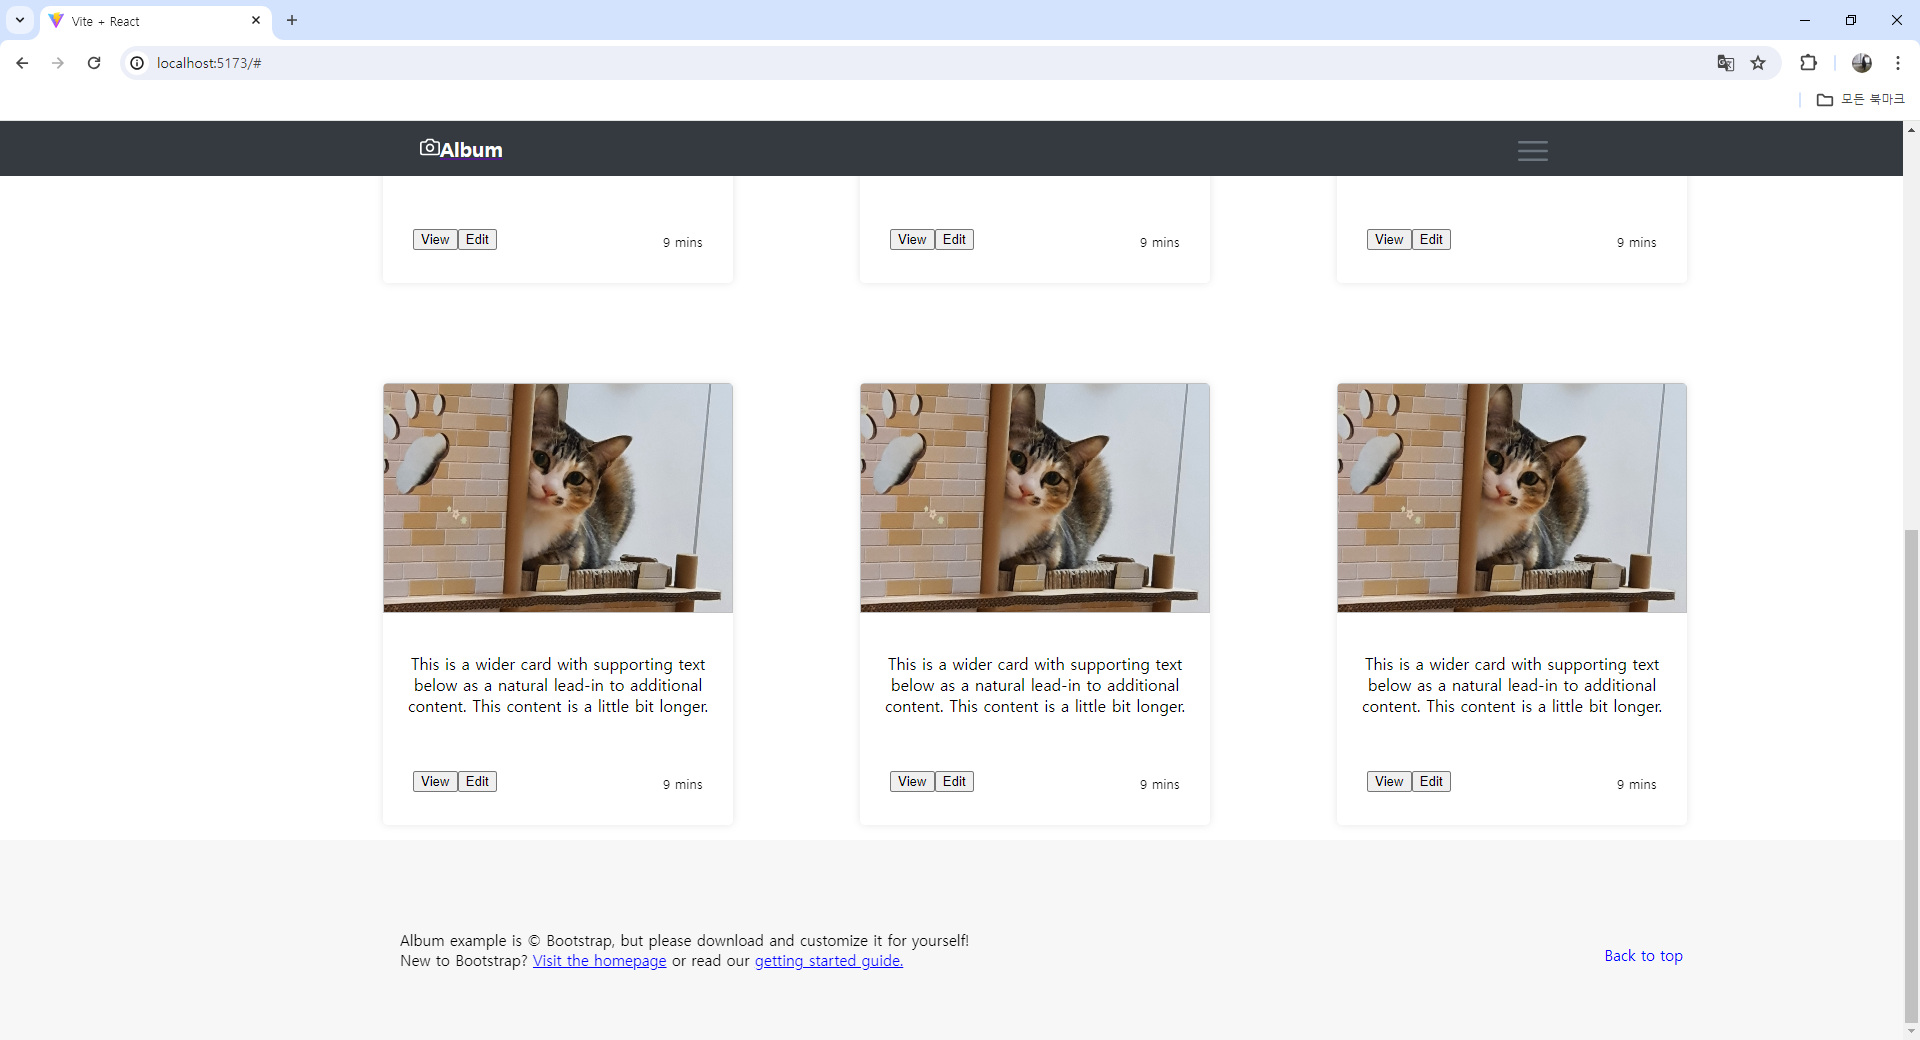 Vite + React
localhost:5173/#
모든 북마크
Album
View Edit 9 mins
View Edit 9 mins
View Edit 9 mins
This is a wider card with supporting text
below as a natural lead-in to additional
content. This content is a little bit longer.
View Edit 9 mins
This is a wider card with supporting text
below as a natural lead-in to additional
content. This content is a little bit longer.
View Edit 9 mins
This is a wider card with supporting text
below as a natural lead-in to additional
content. This content is a little bit longer.
View Edit 9 mins
Album example is © Bootstrap, but please download and customize it for yourself!
New to Bootstrap? Visit the homepage or read our getting started guide.
Back to top